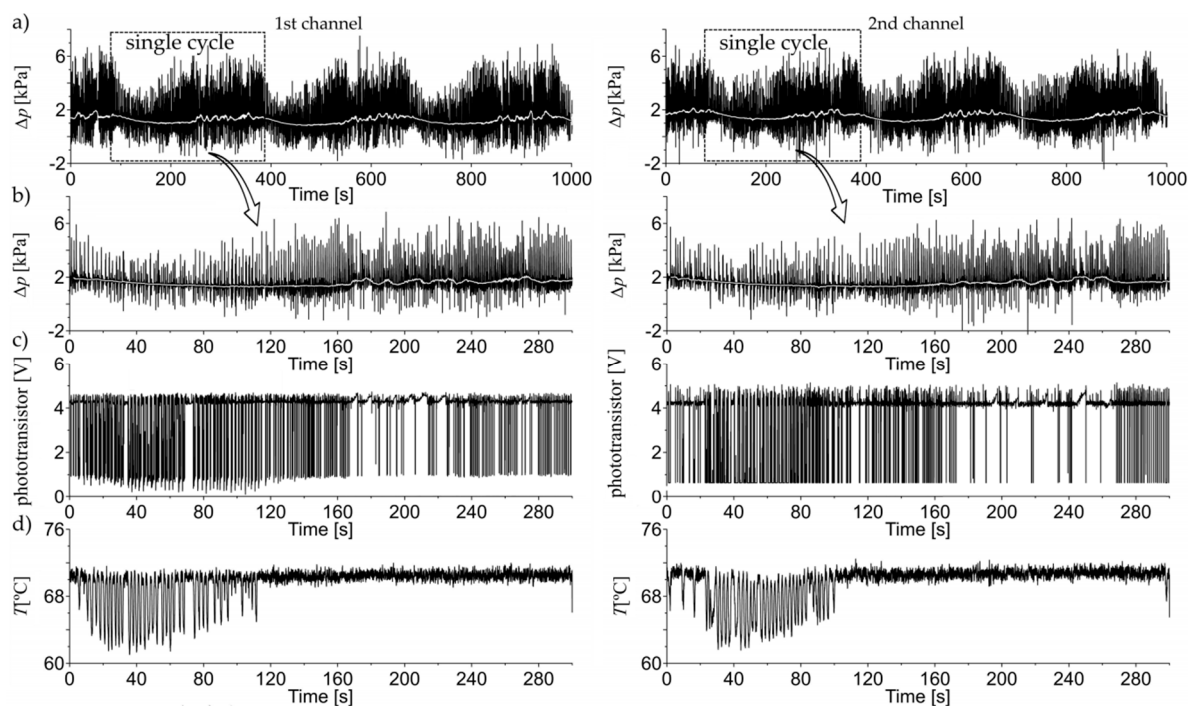 a) 1st channel 2nd channel
single cycle single cycle
Δp [kPa] Δp [kPa]
6 6
2 2
-2 -2
0 200 400 600 800 1000 0 200 400 600 800 1000
Time [s] Time [s]
b)
Δp [kPa] Δp [kPa]
6 6
2 2
-2 -2
0 40 80 120 160 200 240 280 0 40 80 120 160 200 240 280
Time [s] Time [s]
c)
phototransistor [V] phototransistor [V]
6 6
4 4
2 2
0 0
0 40 80 120 160 200 240 280 0 40 80 120 160 200 240 280
Time [s] Time [s]
d)
T[°C] T[°C]
76 76
68 68
60 60
0 40 80 120 160 200 240 280 0 40 80 120 160 200 240 280
Time [s] Time [s]